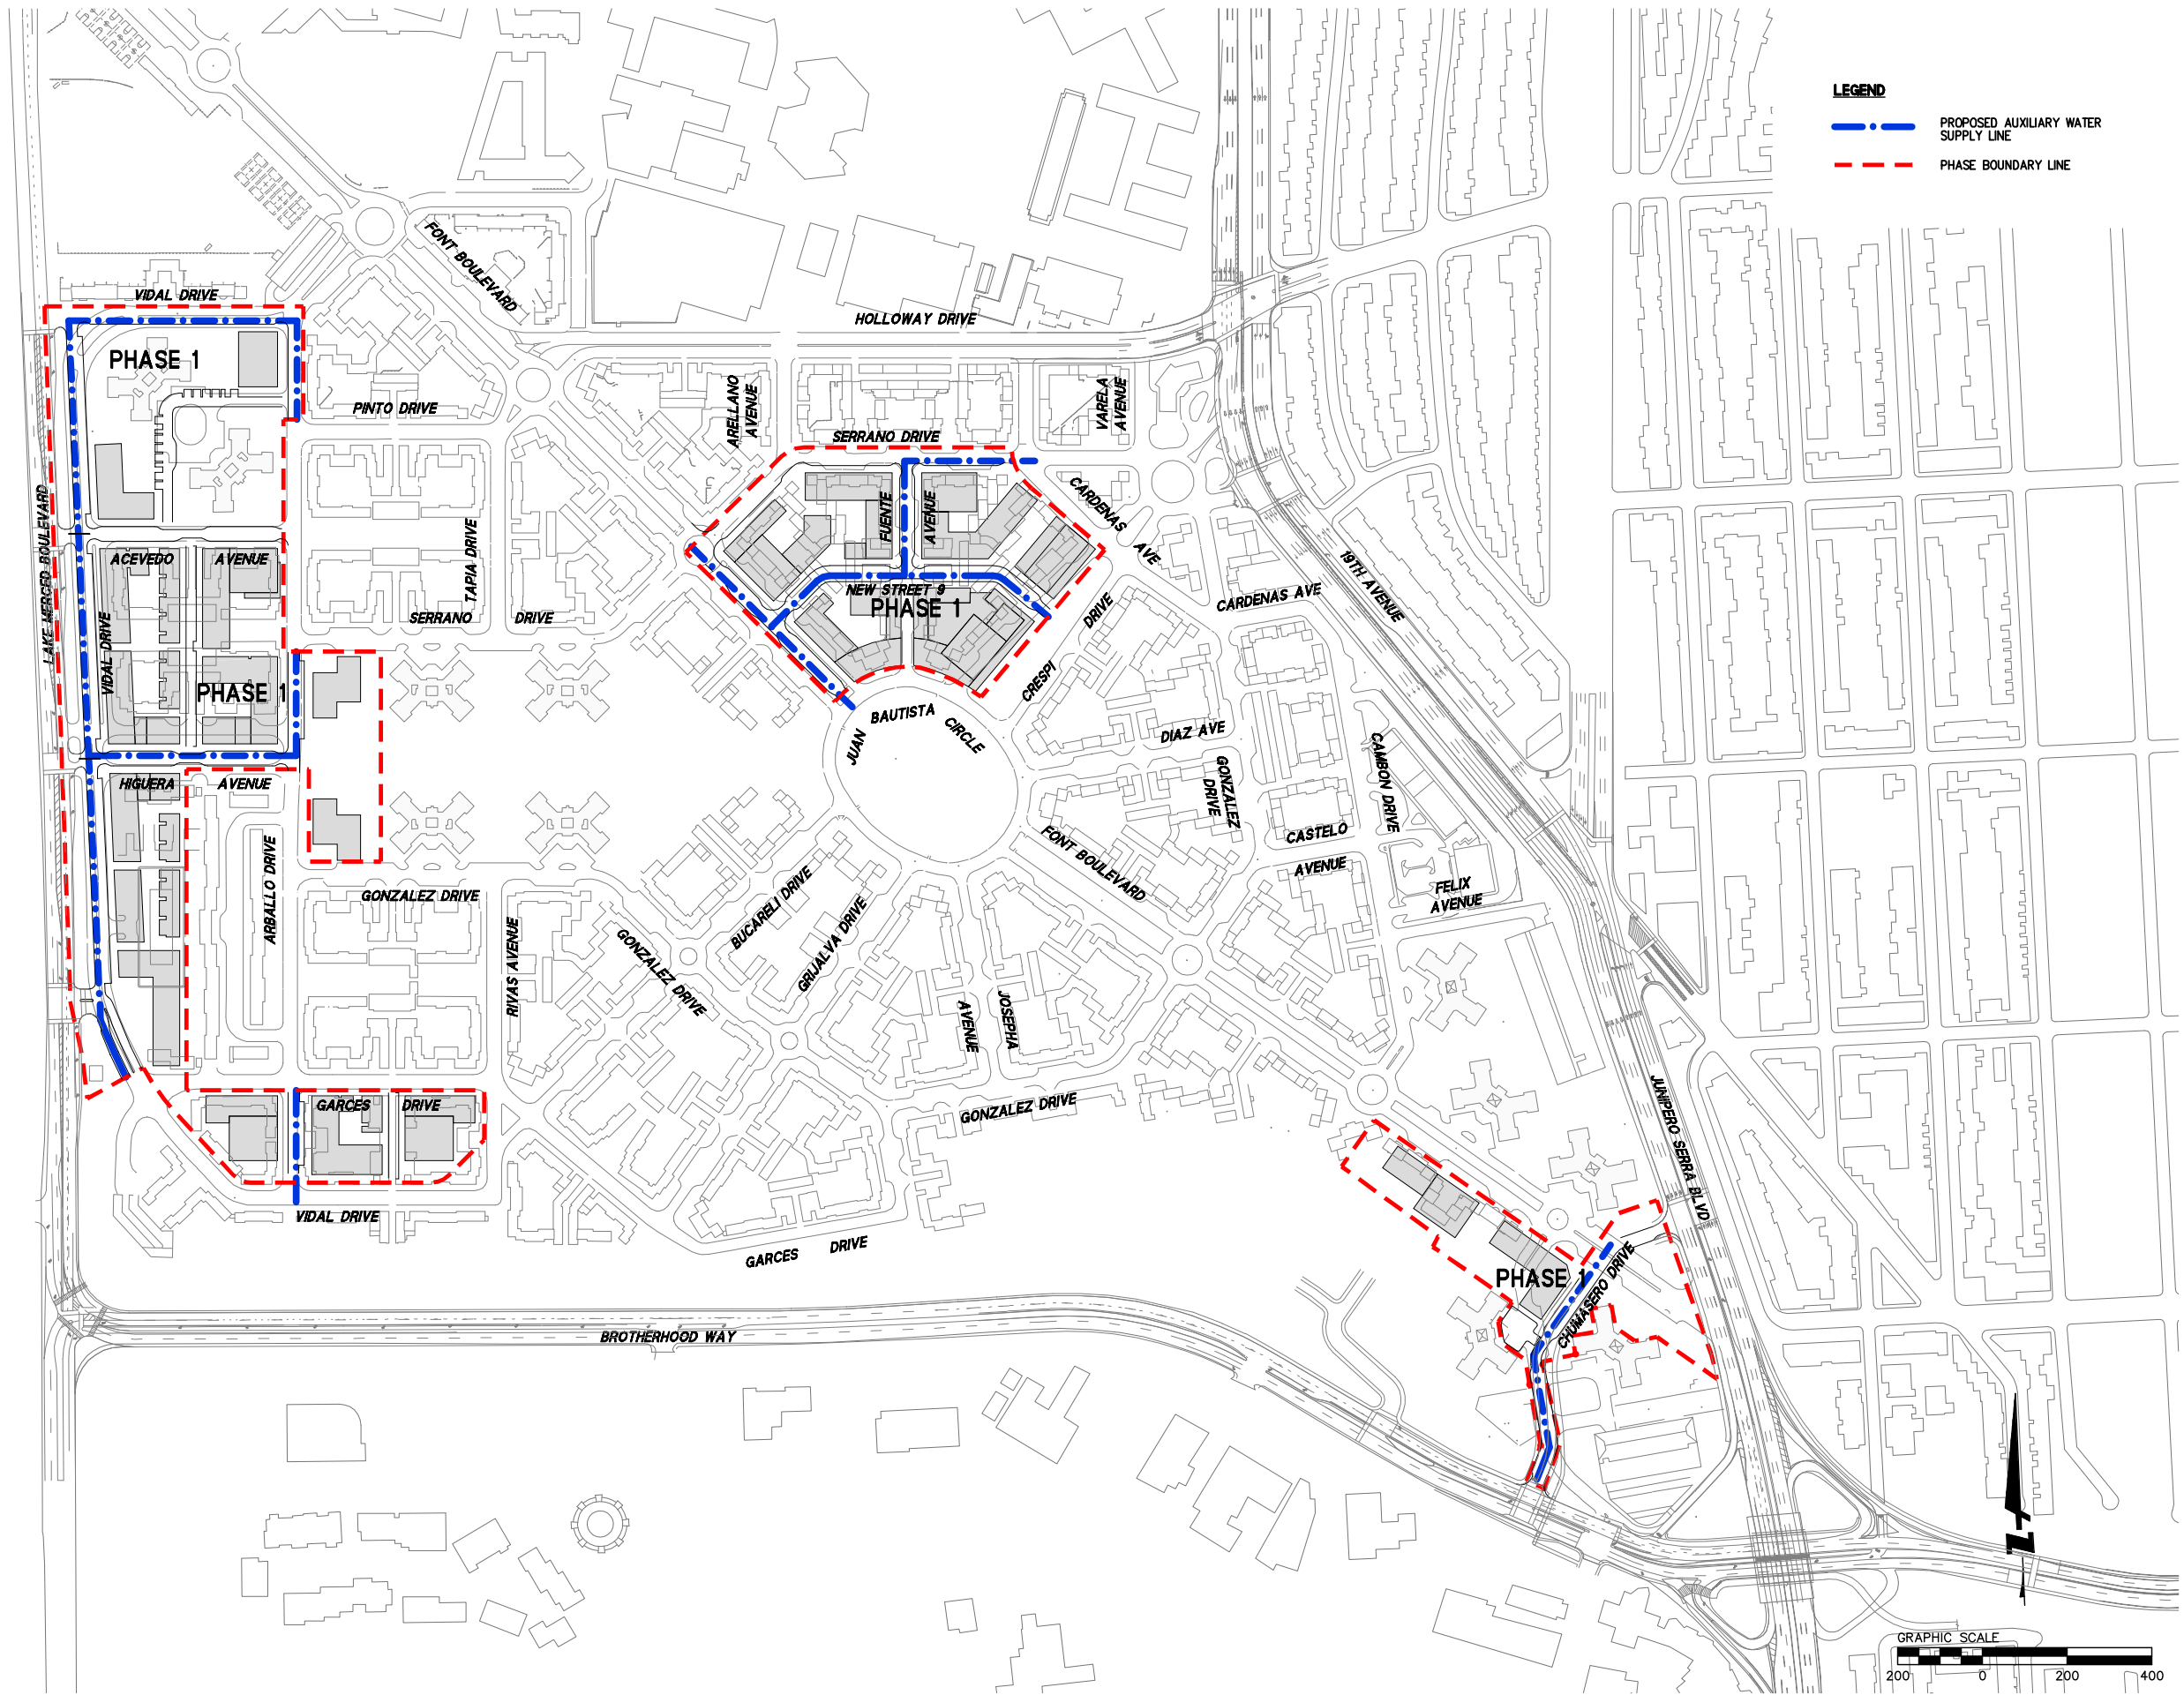 LEGEND
PROPOSED AUXILIARY WATER
SUPPLY LINE
PHASE BOUNDARY LINE
FONT BOULEVARD
VIDAL DRIVE
HOLLOWAY DRIVE
PHASE 1
PINTO DRIVE
ARELLANO
AVENUE
VARELA
AVENUE
SERRANO DRIVE
LAKE MERCED BOULEVARD
CARDENAS AVE
FUENTE AVENUE
TAPIA DRIVE
ACEVEDO AVENUE
19TH AVENUE
NEW STREET 9
PHASE 1
CARDENAS AVE
SERRANO DRIVE
CRESPI DRIVE
VIDAL DRIVE
PHASE 1
JUAN BAUTISTA CIRCLE
DIAZ AVE
GONZALEZ
DRIVE
CAMBON DRIVE
HIGUERA AVENUE
CASTELO
AVENUE
FONT BOULEVARD
ARBALLO DRIVE
GONZALEZ DRIVE
BUCARELI DRIVE
GRIJALVA DRIVE
FELIX
AVENUE
RIVAS AVENUE
GONZALEZ DRIVE
JOSEPHA
AVENUE
GARCES DRIVE
GONZALEZ DRIVE
JUNIPERO SERRA BLVD
VIDAL DRIVE
GARCES DRIVE
PHASE 1
CHUMASERO DRIVE
BROTHERHOOD WAY
GRAPHIC SCALE
200 0 200 400